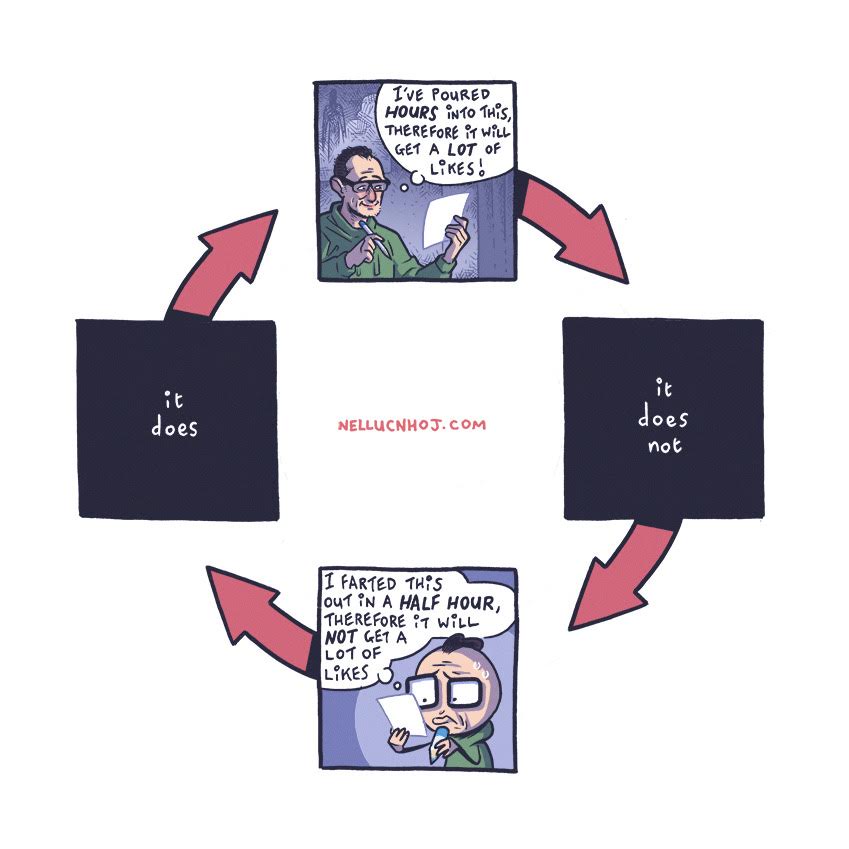 I'VE POURED
HOURS INTO THIS,
THEREFORE IT WILL
GET A LOT OF
LIKES!
it
does
not
I FARTED THIS
OUT IN A HALF HOUR,
THEREFORE IT WILL
NOT GET A
LOT OF
LIKES
it
does
NELLUCNHOJ.COM